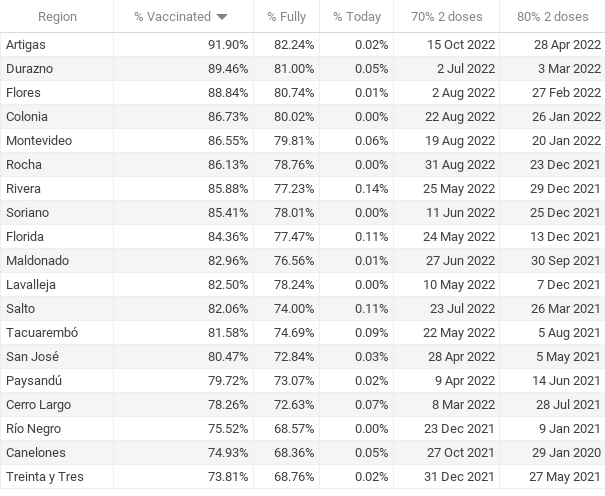 Region % Vaccinated % Fully % Today 70% 2 doses 80% 2 doses
Artigas 91.90% 82.24% 0.02% 15 Oct 2022 28 Apr 2022
Durazno 89.46% 81.00% 0.05% 2 Jul 2022 3 Mar 2022
Flores 88.84% 80.74% 0.01% 2 Aug 2022 27 Feb 2022
Colonia 86.73% 80.02% 0.00% 22 Aug 2022 26 Jan 2022
Montevideo 86.55% 79.81% 0.06% 19 Aug 2022 20 Jan 2022
Rocha 86.13% 78.76% 0.00% 31 Aug 2022 23 Dec 2021
Rivera 85.88% 77.23% 0.14% 25 May 2022 29 Dec 2021
Soriano 85.41% 78.01% 0.00% 11 Jun 2022 25 Dec 2021
Florida 84.36% 77.47% 0.11% 24 May 2022 13 Dec 2021
Maldonado 82.96% 76.56% 0.01% 27 Jun 2022 30 Sep 2021
Lavalleja 82.50% 78.24% 0.00% 10 May 2022 7 Dec 2021
Salto 82.06% 74.00% 0.11% 23 Jul 2022 26 Mar 2021
Tacuarembó 81.58% 74.69% 0.09% 22 May 2022 5 Aug 2021
San José 80.47% 72.84% 0.03% 28 Apr 2022 5 May 2021
Paysandú 79.72% 73.07% 0.02% 9 Apr 2022 14 Jun 2021
Cerro Largo 78.26% 72.63% 0.07% 8 Mar 2022 28 Jul 2021
Río Negro 75.52% 68.57% 0.00% 23 Dec 2021 9 Jan 2021
Canelones 74.93% 68.36% 0.05% 27 Oct 2021 29 Jan 2020
Treinta y Tres 73.81% 68.76% 0.02% 31 Dec 2021 27 May 2021